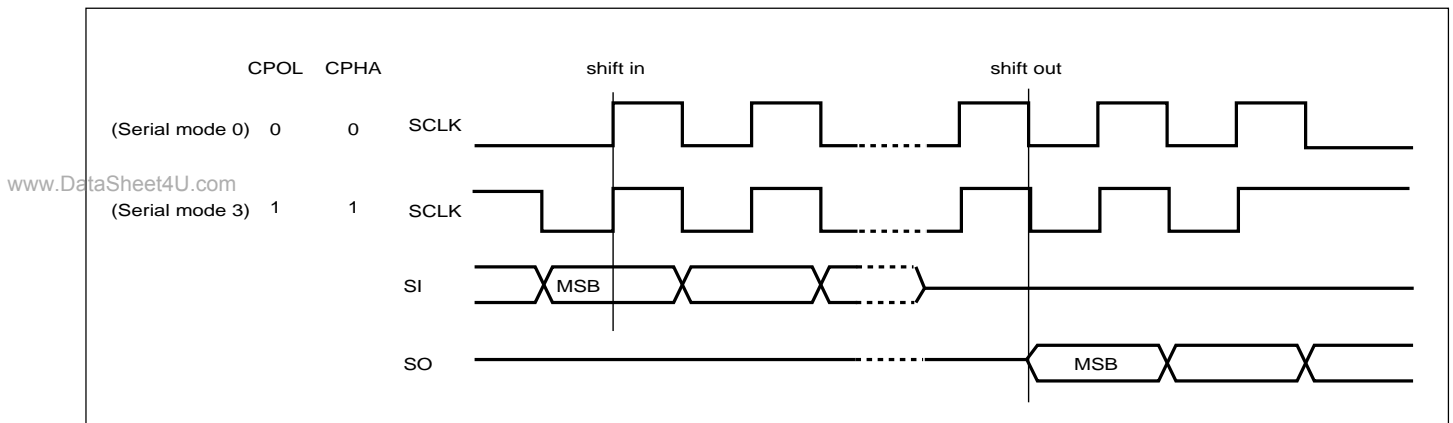 CPOL CPHA shift in shift out
(Serial mode 0) 0 0 SCLK
www.DataSheet4U.com
(Serial mode 3) 1 1 SCLK
SI MSB
SO MSB